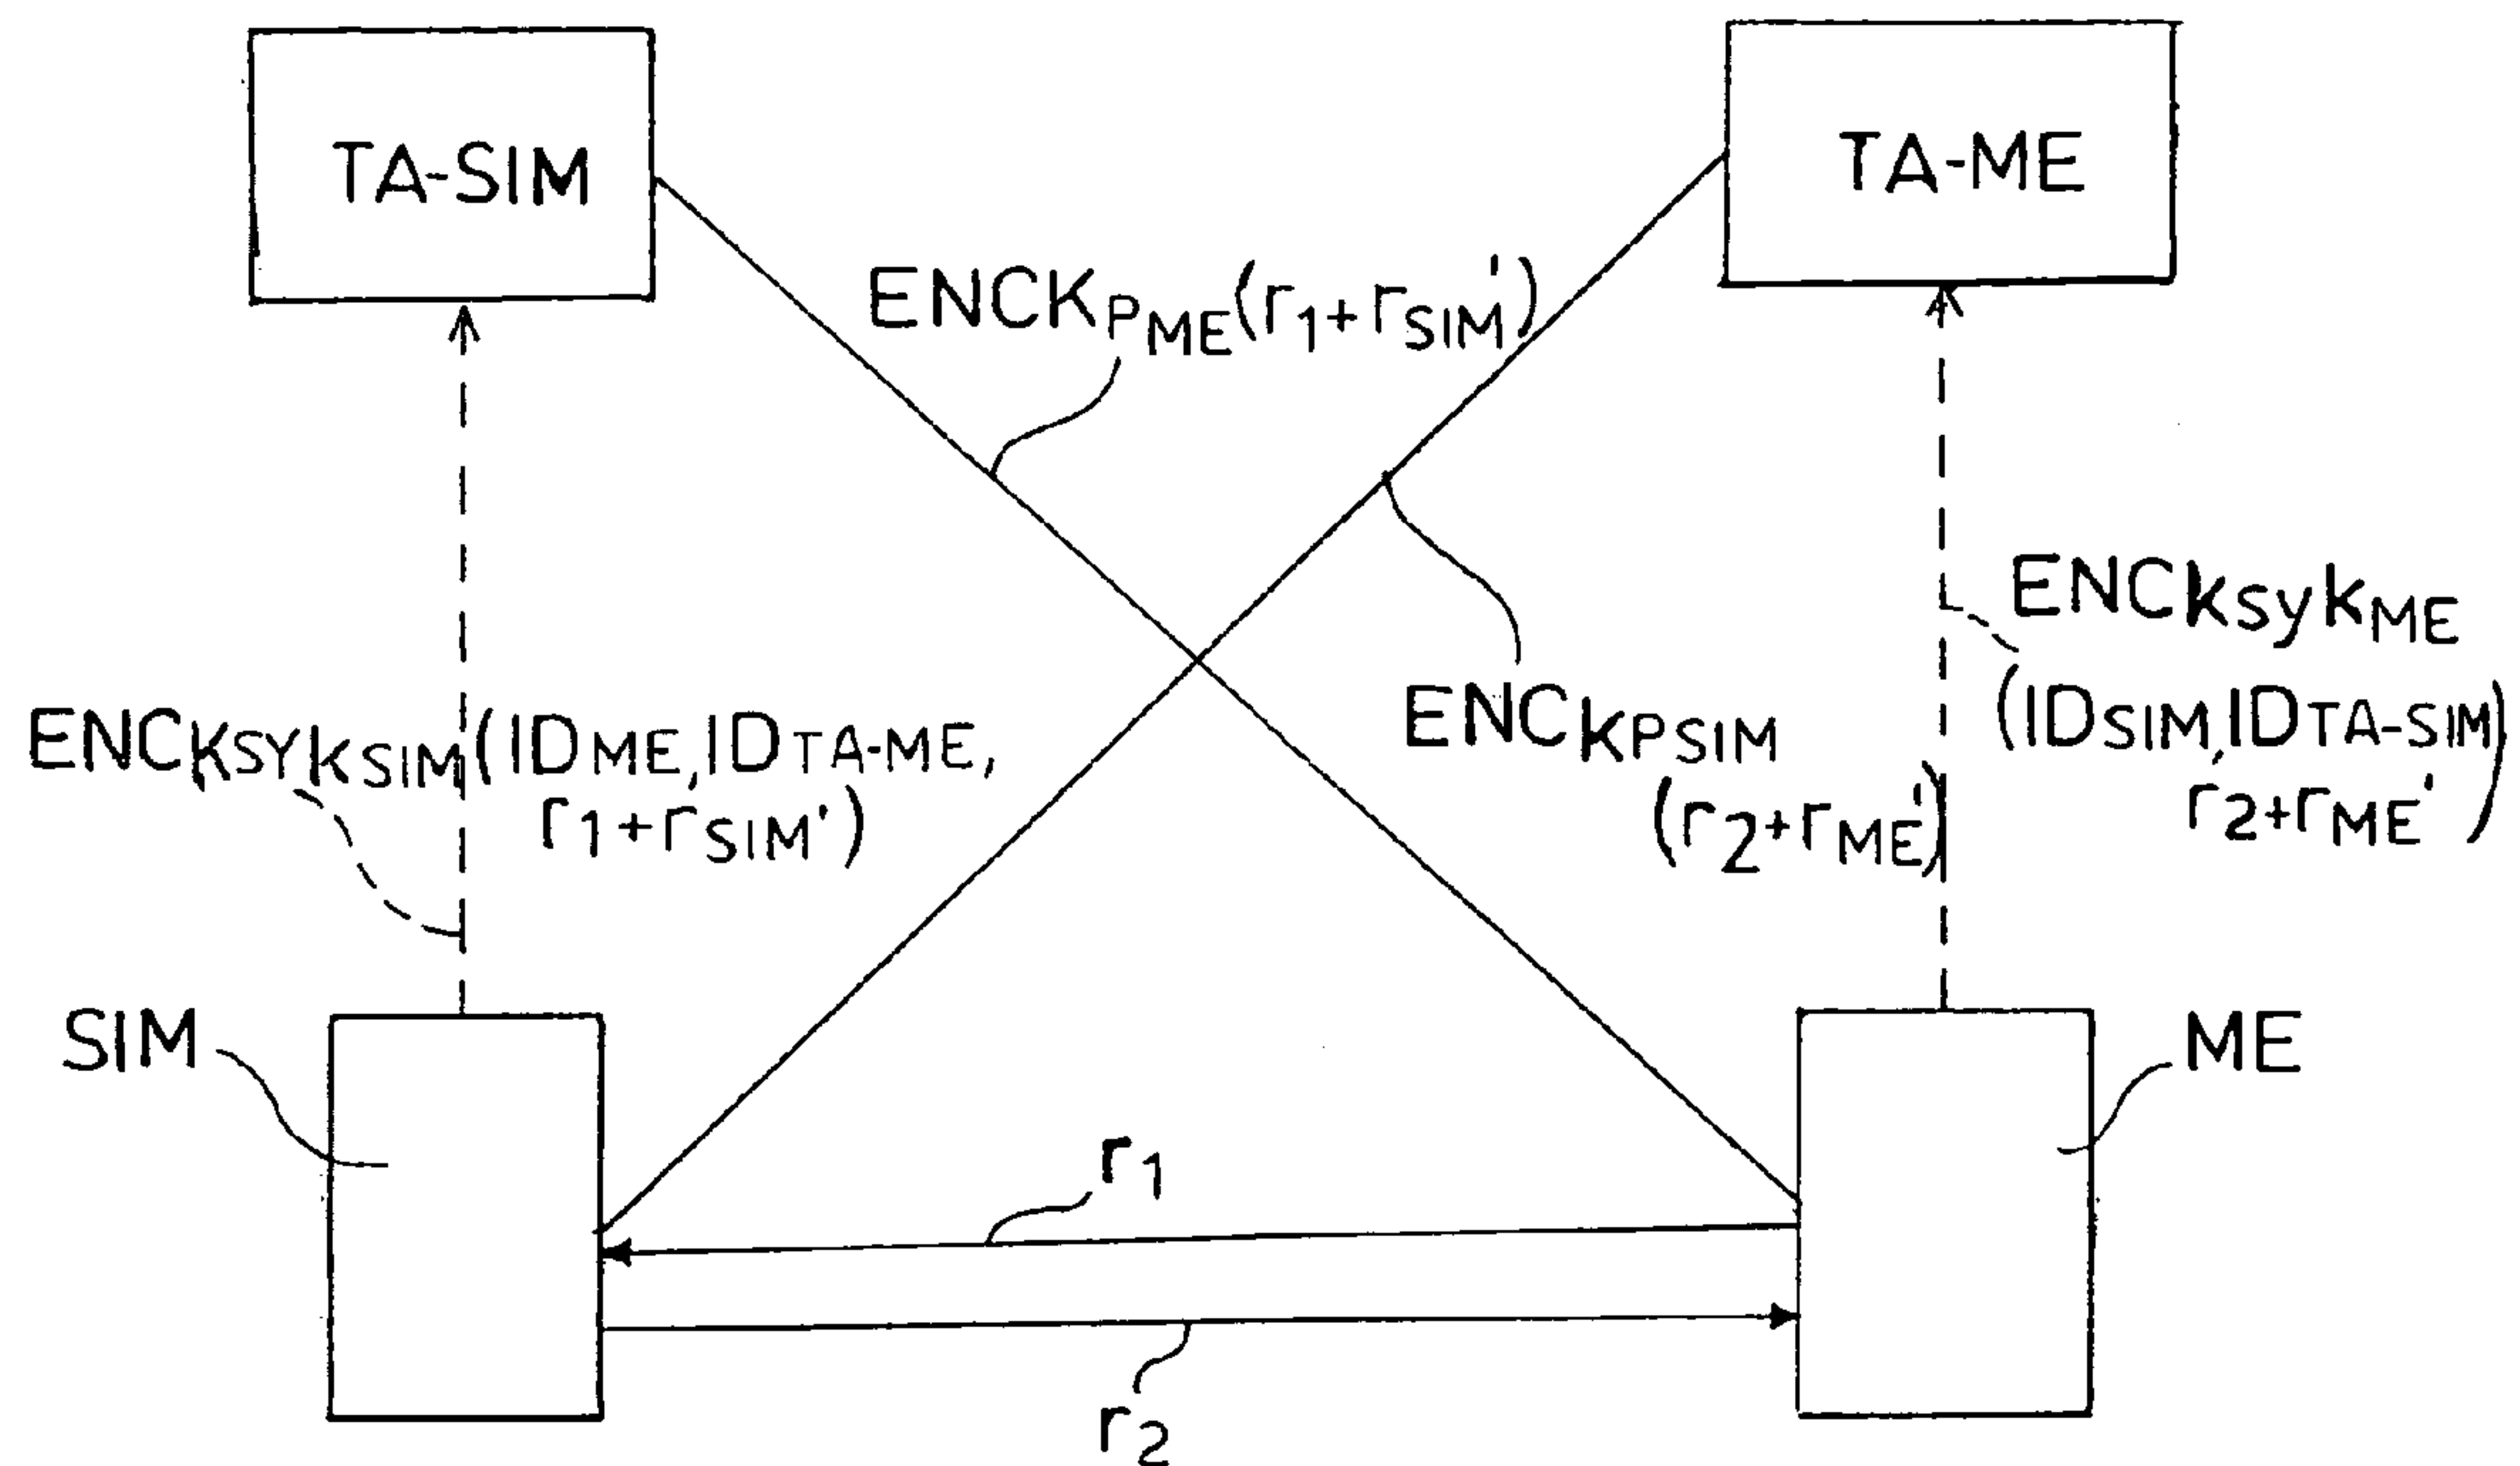 TA-SIM
TA-ME
ENCKPME(r1+rSIM')
ENCKSYKME
(IDSIM,IDTA-SIM,
r2+rME')
ENCKSYKSIM(IDME,IDTA-ME,
r1+rSIM')
ENCKPSIM
(r2+rME')
SIM
ME
r1
r2